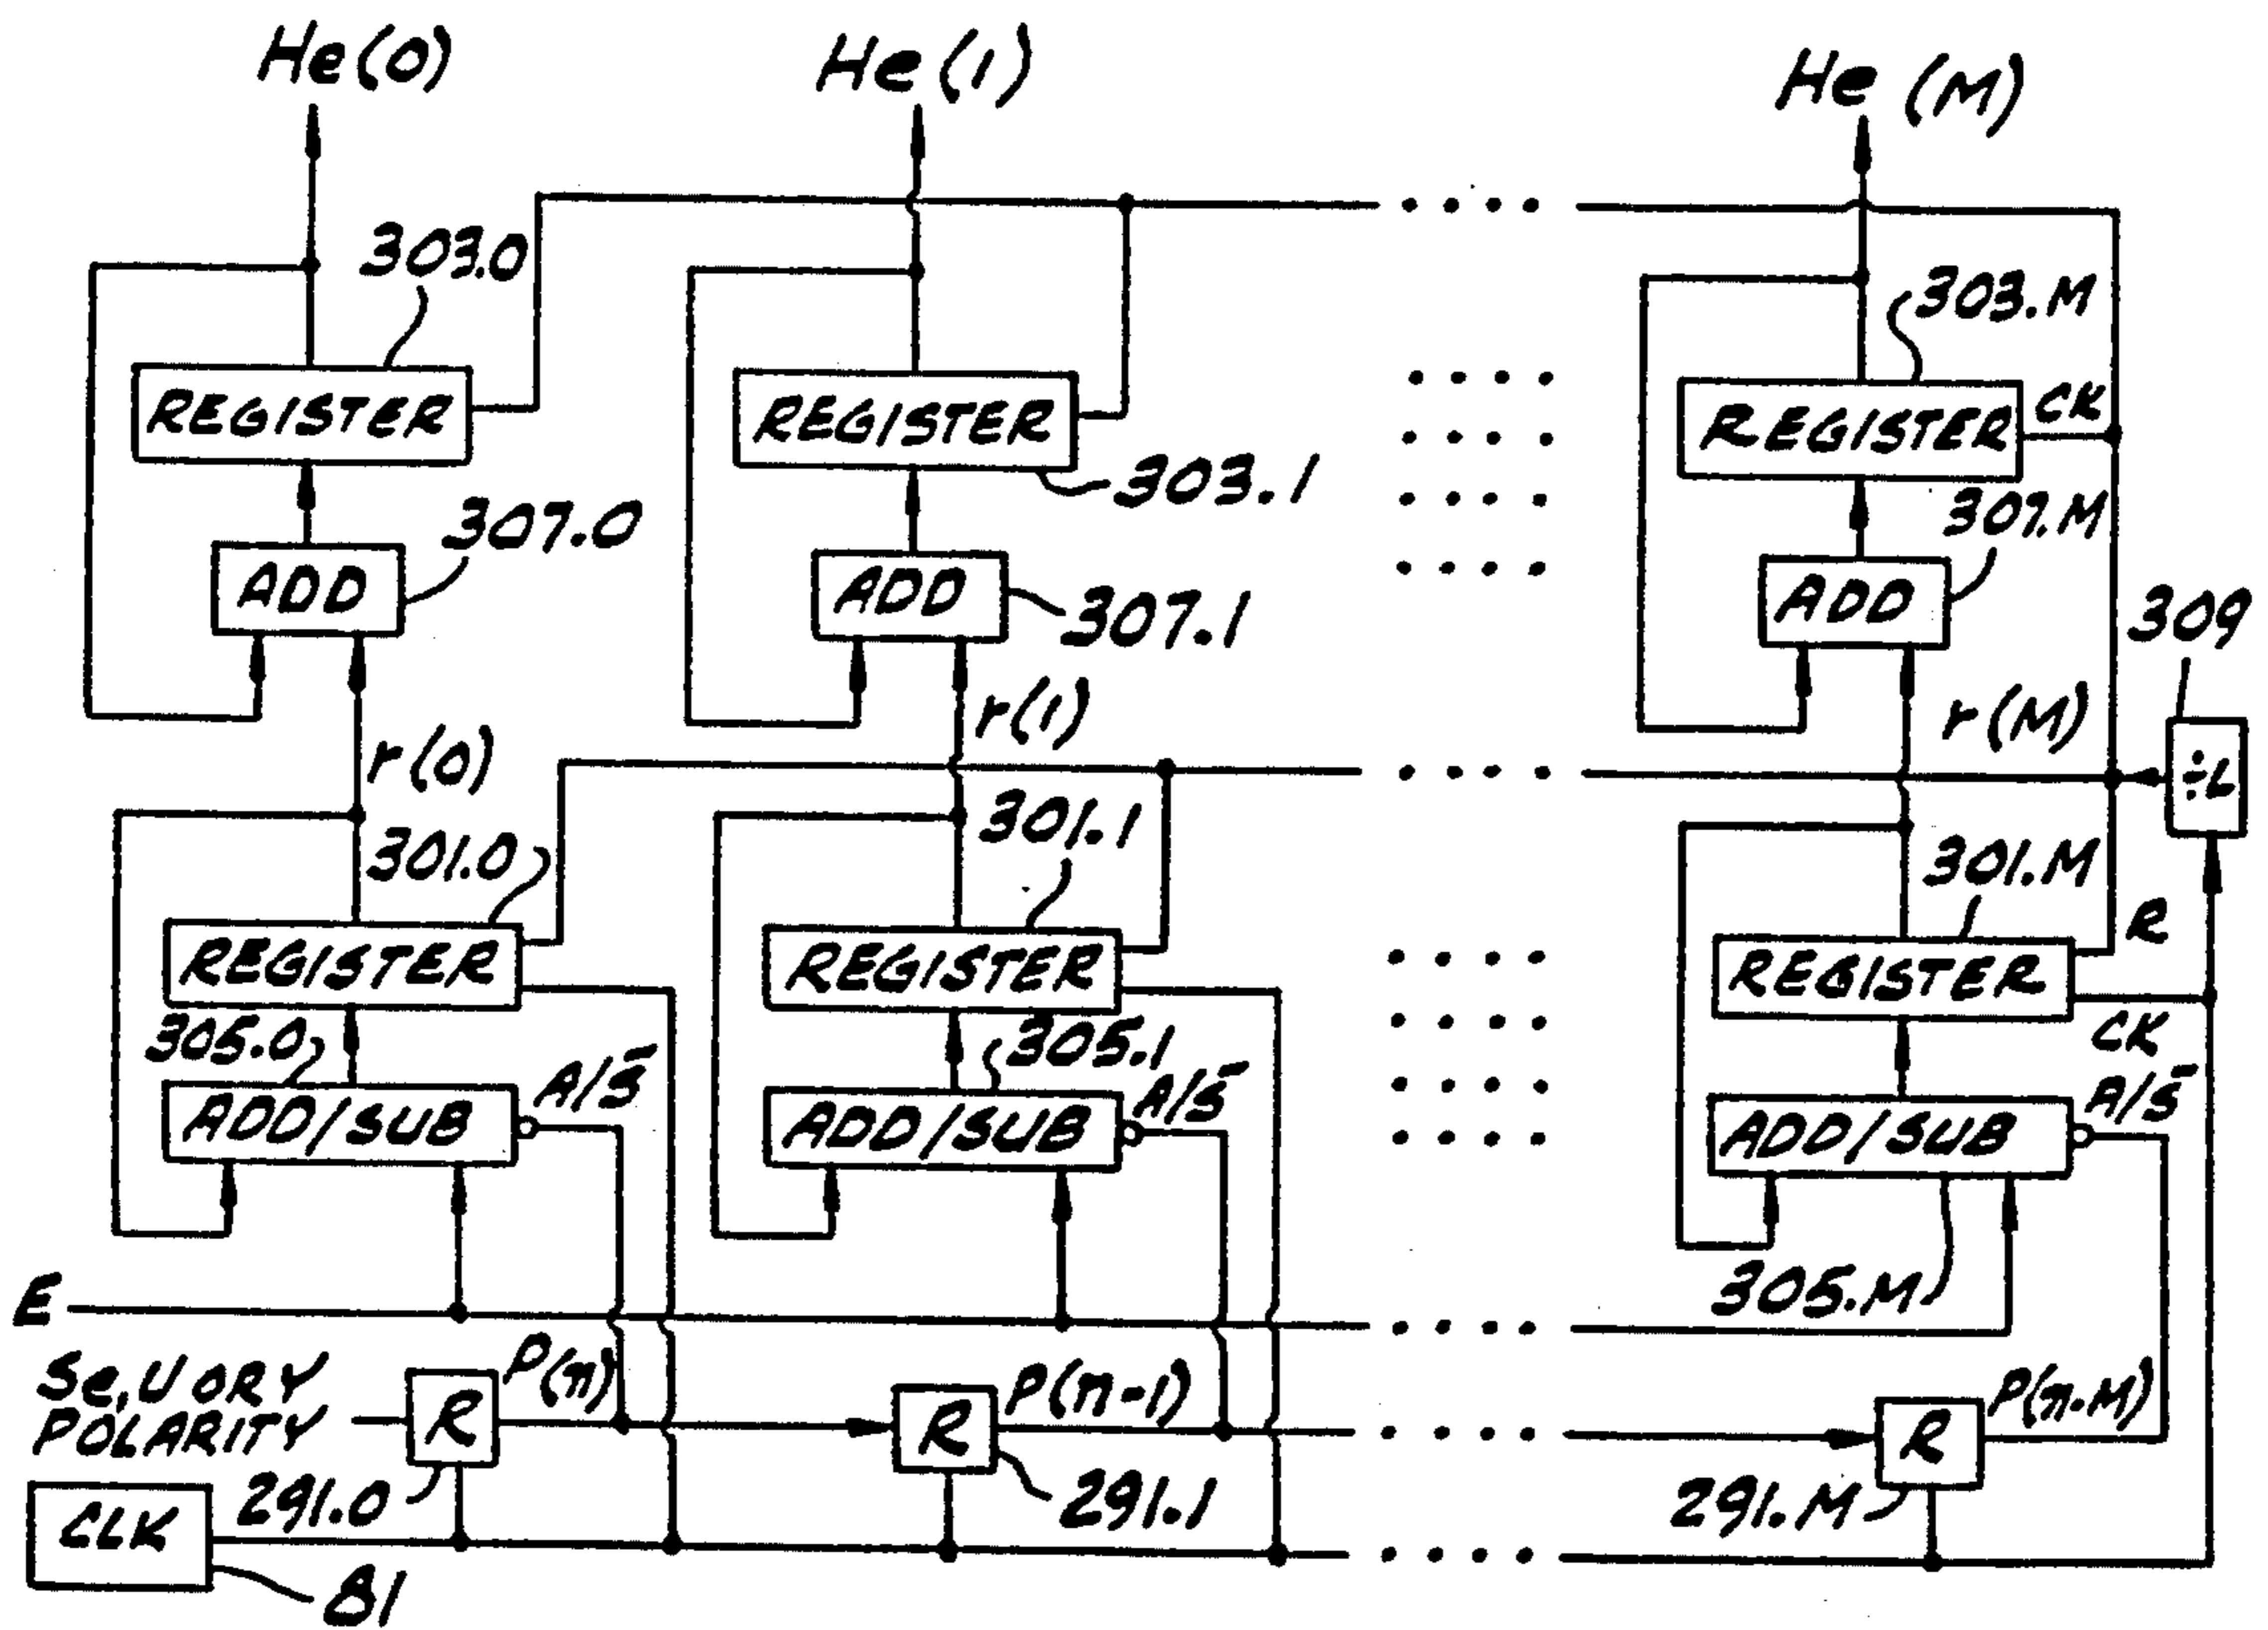 He(0) He(1) He(M)
303.0
303.M
REGISTER REGISTER REGISTER CK
303.1
307.0 307.M
ADD ADD ADD
307.1 309
r(0) r(1) r(M)
÷L
301.0 301.1 301.M
R
REGISTER REGISTER REGISTER
CK
305.0 305.1
A/S̄ A/S̄ A/S̄
ADD/SUB ADD/SUB ADD/SUB
305.M
E
P(n) P(n-1) P(n-M)
Se, U OR Y
POLARITY
R R R
291.0 291.1 291.M
CLK
81